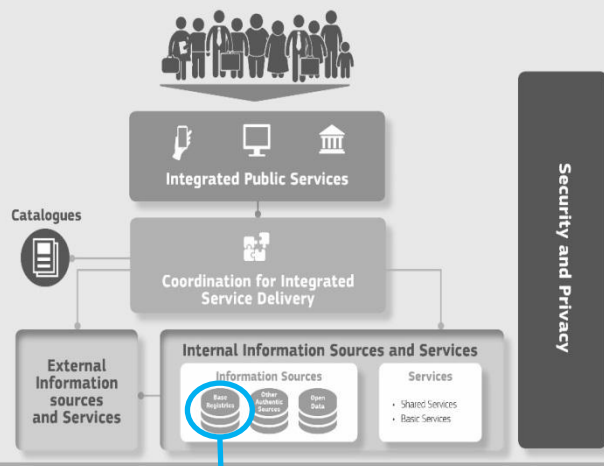 Integrated Public Services
Catalogues
Coordination for Integrated
Service Delivery
External
Information
sources
and Services
Internal Information Sources and Services
Information Sources
Base
Registries
Other
Authentic
Sources
Open
Data
Services
• Shared Services
• Basic Services
Security and Privacy